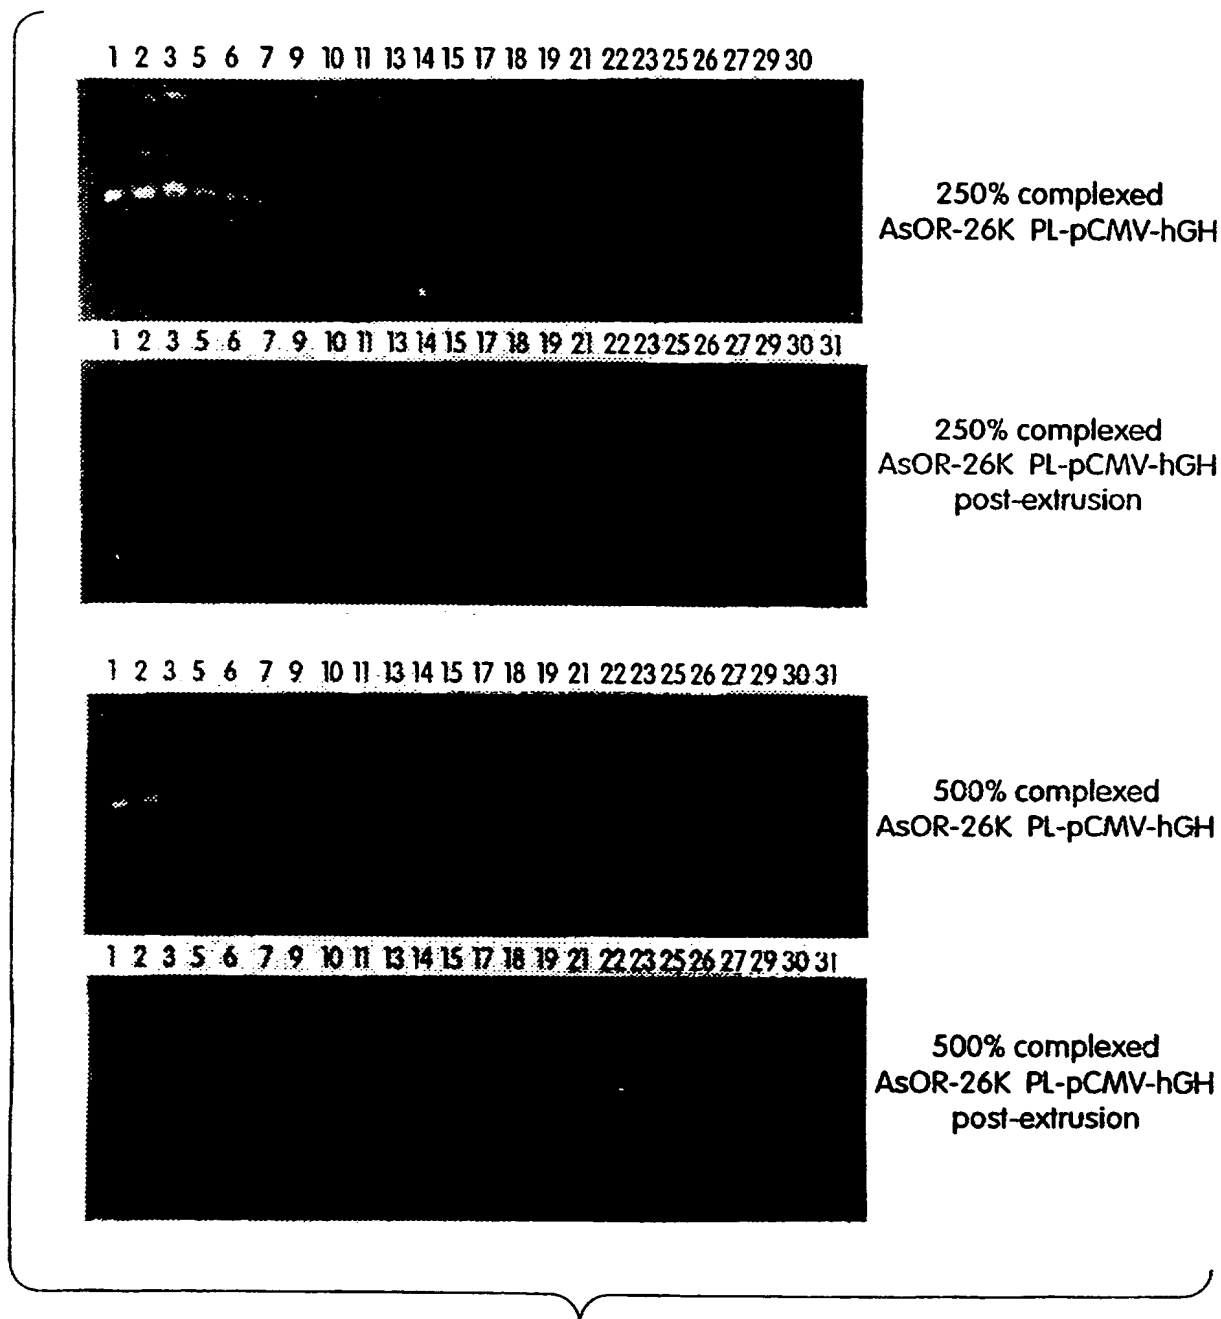 1 2 3 5 6 7 9 10 11 13 14 15 17 18 19 21 22 23 25 26 27 29 30
250% complexed
AsOR-26K PL-pCMV-hGH
1 2 3 5 6 7 9 10 11 13 14 15 17 18 19 21 22 23 25 26 27 29 30 31
250% complexed
AsOR-26K PL-pCMV-hGH
post-extrusion
1 2 3 5 6 7 9 10 11 13 14 15 17 18 19 21 22 23 25 26 27 29 30 31
500% complexed
AsOR-26K PL-pCMV-hGH
1 2 3 5 6 7 9 10 11 13 14 15 17 18 19 21 22 23 25 26 27 29 30 31
500% complexed
AsOR-26K PL-pCMV-hGH
post-extrusion